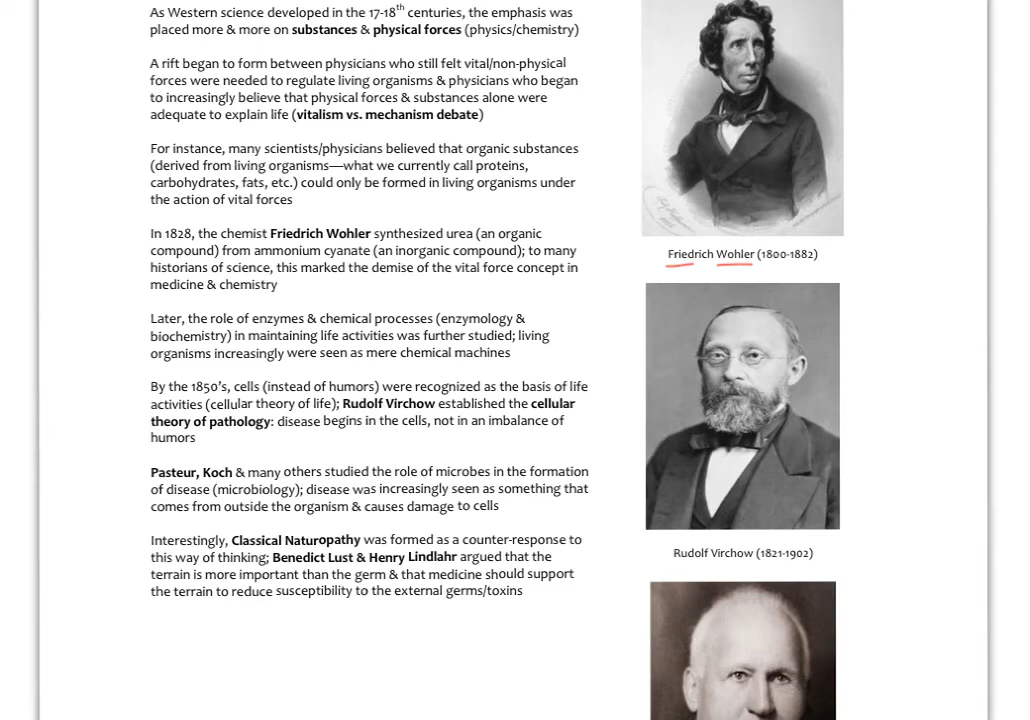 As Western science developed in the 17-18th centuries, the emphasis was
placed more & more on substances & physical forces (physics/chemistry)
A rift began to form between physicians who still felt vital/non-physical
forces were needed to regulate living organisms & physicians who began
to increasingly believe that physical forces & substances alone were
adequate to explain life (vitalism vs. mechanism debate)
For instance, many scientists/physicians believed that organic substances
(derived from living organisms—what we currently call proteins,
carbohydrates, fats, etc.) could only be formed in living organisms under
the action of vital forces
In 1828, the chemist Friedrich Wohler synthesized urea (an organic
compound) from ammonium cyanate (an inorganic compound); to many
historians of science, this marked the demise of the vital force concept in
medicine & chemistry
Later, the role of enzymes & chemical processes (enzymology &
biochemistry) in maintaining life activities was further studied; living
organisms increasingly were seen as mere chemical machines
By the 1850's, cells (instead of humors) were recognized as the basis of life
activities (cellular theory of life); Rudolf Virchow established the cellular
theory of pathology: disease begins in the cells, not in an imbalance of
humors
Pasteur, Koch & many others studied the role of microbes in the formation
of disease (microbiology); disease was increasingly seen as something that
comes from outside the organism & causes damage to cells
Interestingly, Classical Naturopathy was formed as a counter-response to
this way of thinking; Benedict Lust & Henry Lindlahr argued that the
terrain is more important than the germ & that medicine should support
the terrain to reduce susceptibility to the external germs/toxins
Friedrich Wohler (1800-1882)
Rudolf Virchow (1821-1902)